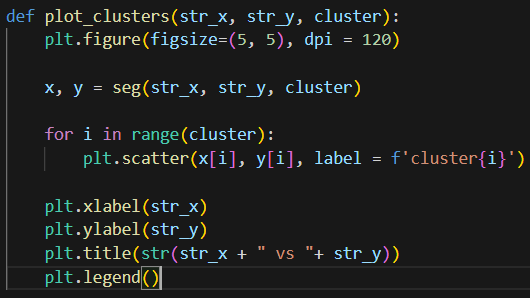 def plot_clusters(str_x, str_y, cluster):
    plt.figure(figsize=(5, 5), dpi = 120)
    x, y = seg(str_x, str_y, cluster)
    for i in range(cluster):
        plt.scatter(x[i], y[i], label = f'cluster{i}')
    plt.xlabel(str_x)
    plt.ylabel(str_y)
    plt.title(str(str_x + " vs "+ str_y))
    plt.legend()